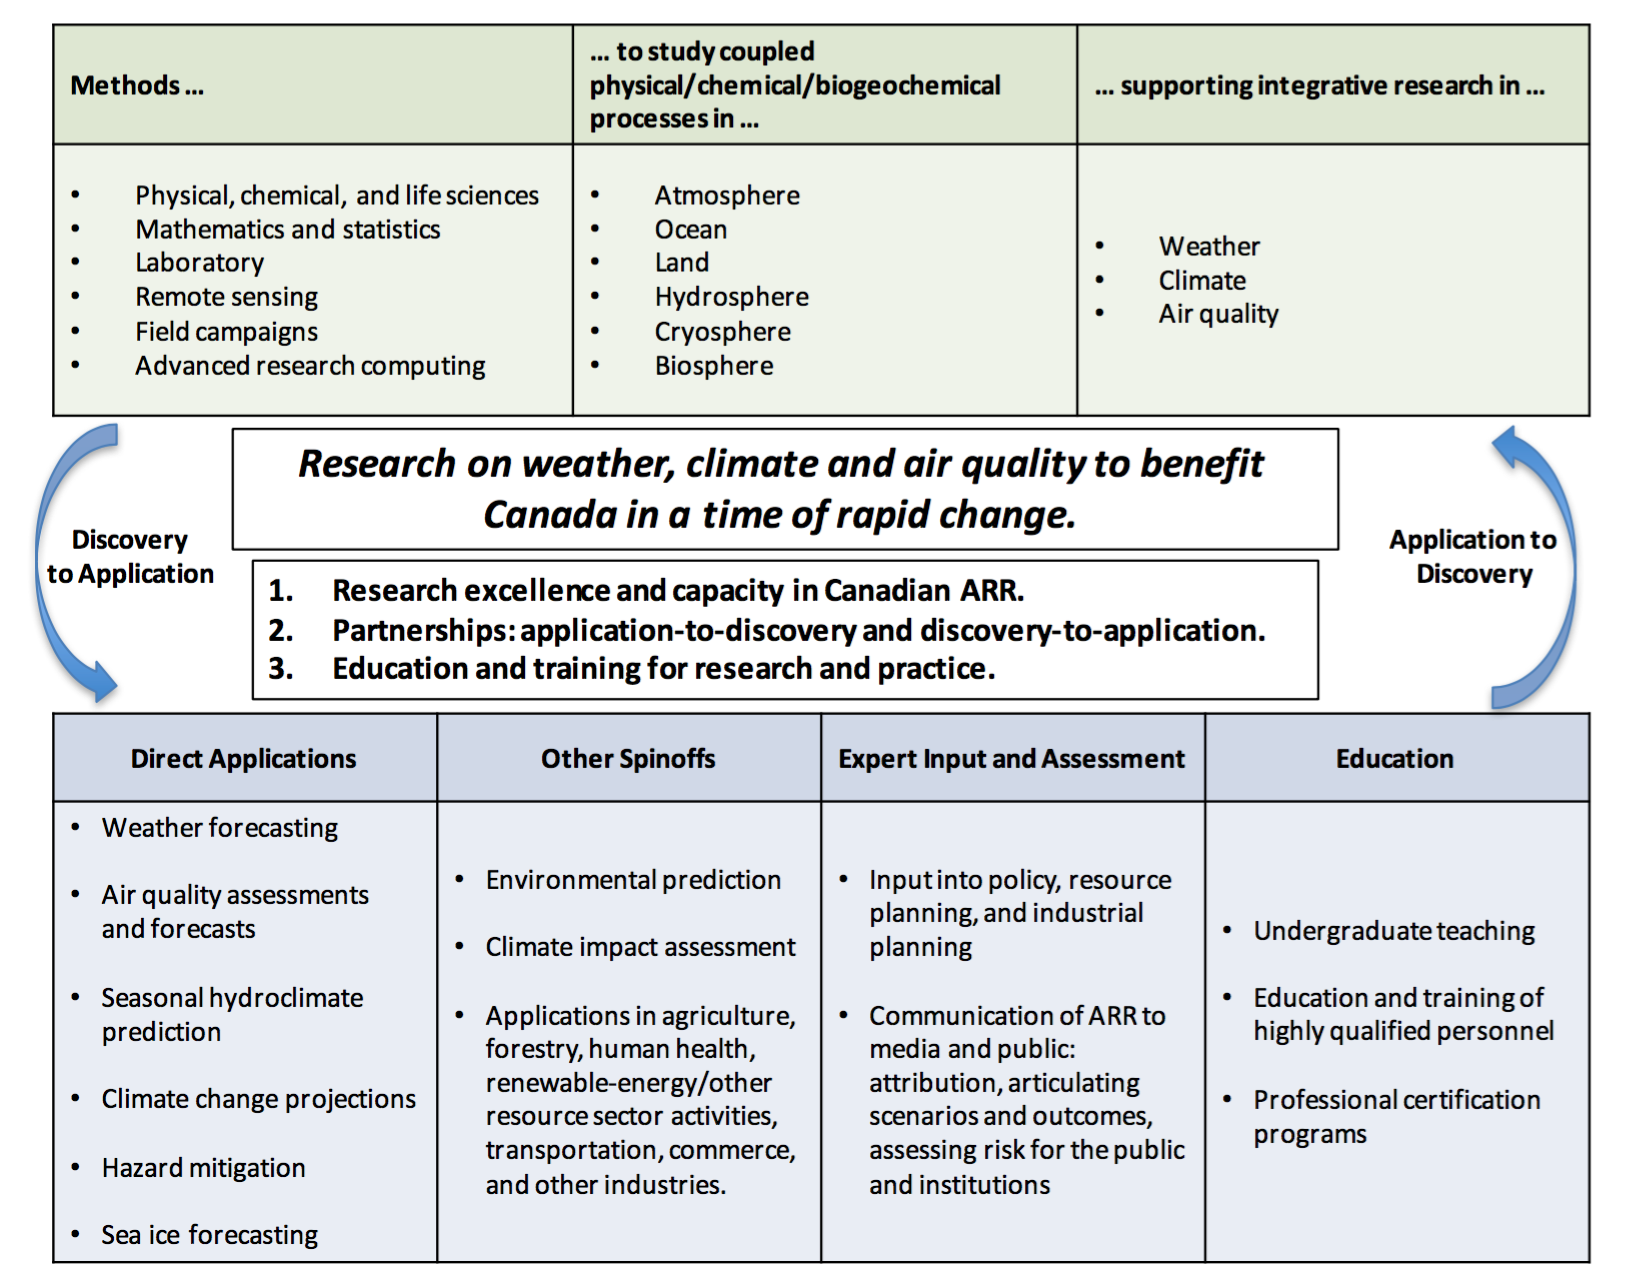 Methods ...
... to study coupled
physical/chemical/biogeochemical
processes in ...
... supporting integrative research in ...
• Physical, chemical, and life sciences
• Mathematics and statistics
• Laboratory
• Remote sensing
• Field campaigns
• Advanced research computing
• Atmosphere
• Ocean
• Land
• Hydrosphere
• Cryosphere
• Biosphere
• Weather
• Climate
• Air quality
Research on weather, climate and air quality to benefit
Canada in a time of rapid change.
Discovery
to Application
1. Research excellence and capacity in Canadian ARR.
2. Partnerships: application-to-discovery and discovery-to-application.
3. Education and training for research and practice.
Application to
Discovery
Direct Applications
Other Spinoffs
Expert Input and Assessment
Education
• Weather forecasting
• Air quality assessments
and forecasts
• Seasonal hydroclimate
prediction
• Climate change projections
• Hazard mitigation
• Sea ice forecasting
• Environmental prediction
• Climate impact assessment
• Applications in agriculture,
forestry, human health,
renewable-energy/other
resource sector activities,
transportation, commerce,
and other industries.
• Input into policy, resource
planning, and industrial
planning
• Communication of ARR to
media and public:
attribution, articulating
scenarios and outcomes,
assessing risk for the public
and institutions
• Undergraduate teaching
• Education and training of
highly qualified personnel
• Professional certification
programs